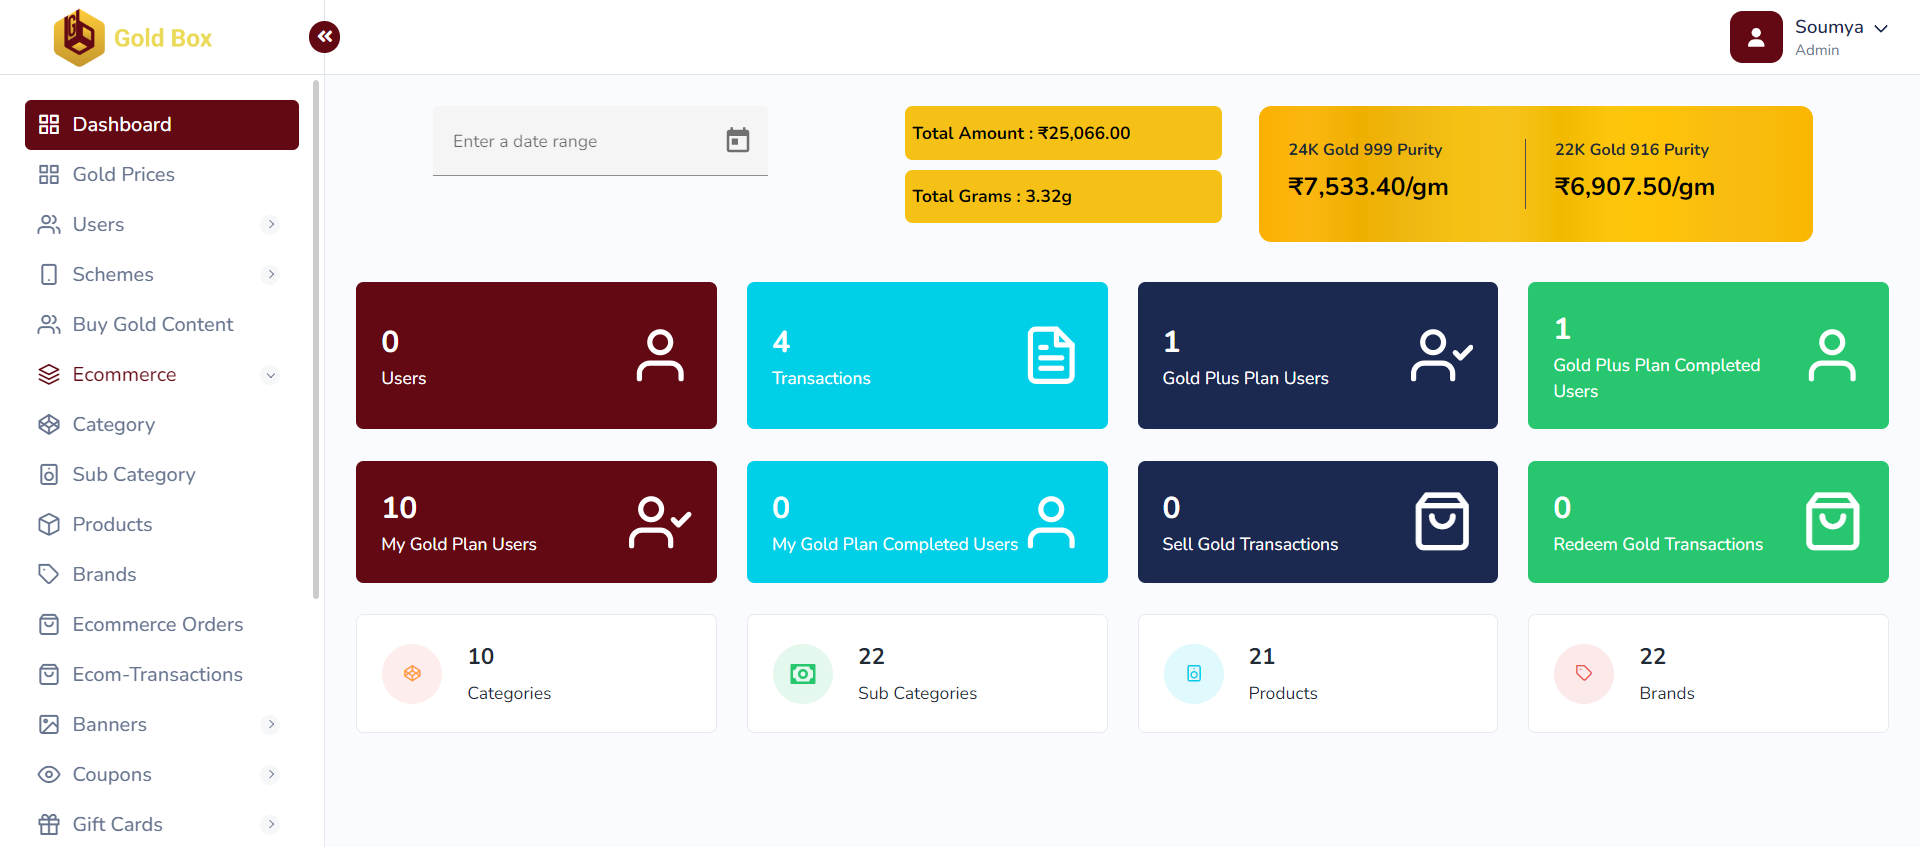 Gold Box
Soumya
Admin
Dashboard
Gold Prices
Users
Schemes
Buy Gold Content
Ecommerce
Category
Sub Category
Products
Brands
Ecommerce Orders
Ecom-Transactions
Banners
Coupons
Gift Cards
Enter a date range
Total Amount : ₹25,066.00
Total Grams : 3.32g
24K Gold 999 Purity
₹7,533.40/gm
22K Gold 916 Purity
₹6,907.50/gm
0
Users
4
Transactions
1
Gold Plus Plan Users
1
Gold Plus Plan Completed
Users
10
My Gold Plan Users
0
My Gold Plan Completed Users
0
Sell Gold Transactions
0
Redeem Gold Transactions
10
Categories
22
Sub Categories
21
Products
22
Brands